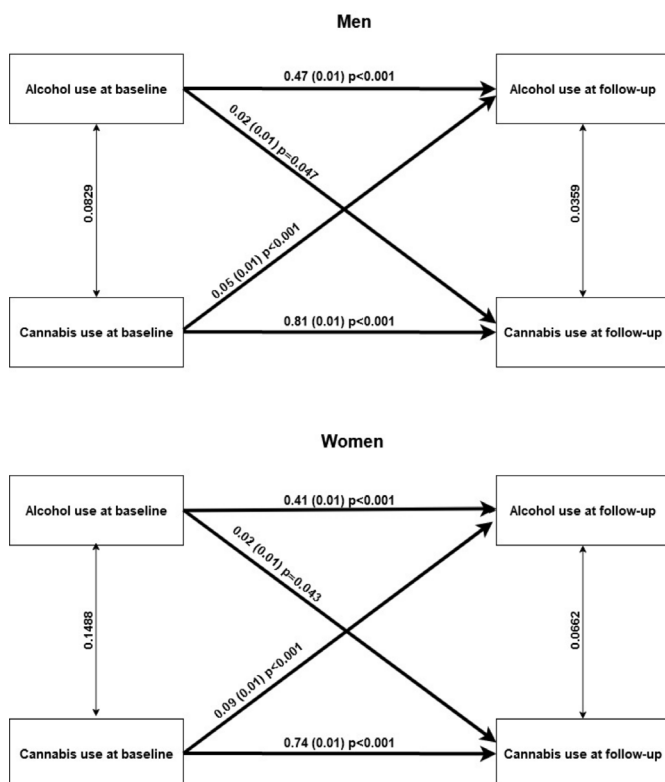 Men
Alcohol use at baseline
0.47 (0.01) p<0.001
Alcohol use at follow-up
0.02 (0.01) p=0.047
0.0829
0.0359
0.05 (0.01) p<0.001
Cannabis use at baseline
0.81 (0.01) p<0.001
Cannabis use at follow-up
Women
Alcohol use at baseline
0.41 (0.01) p<0.001
Alcohol use at follow-up
0.02 (0.01) p=0.043
0.1488
0.0662
0.09 (0.01) p<0.001
Cannabis use at baseline
0.74 (0.01) p<0.001
Cannabis use at follow-up